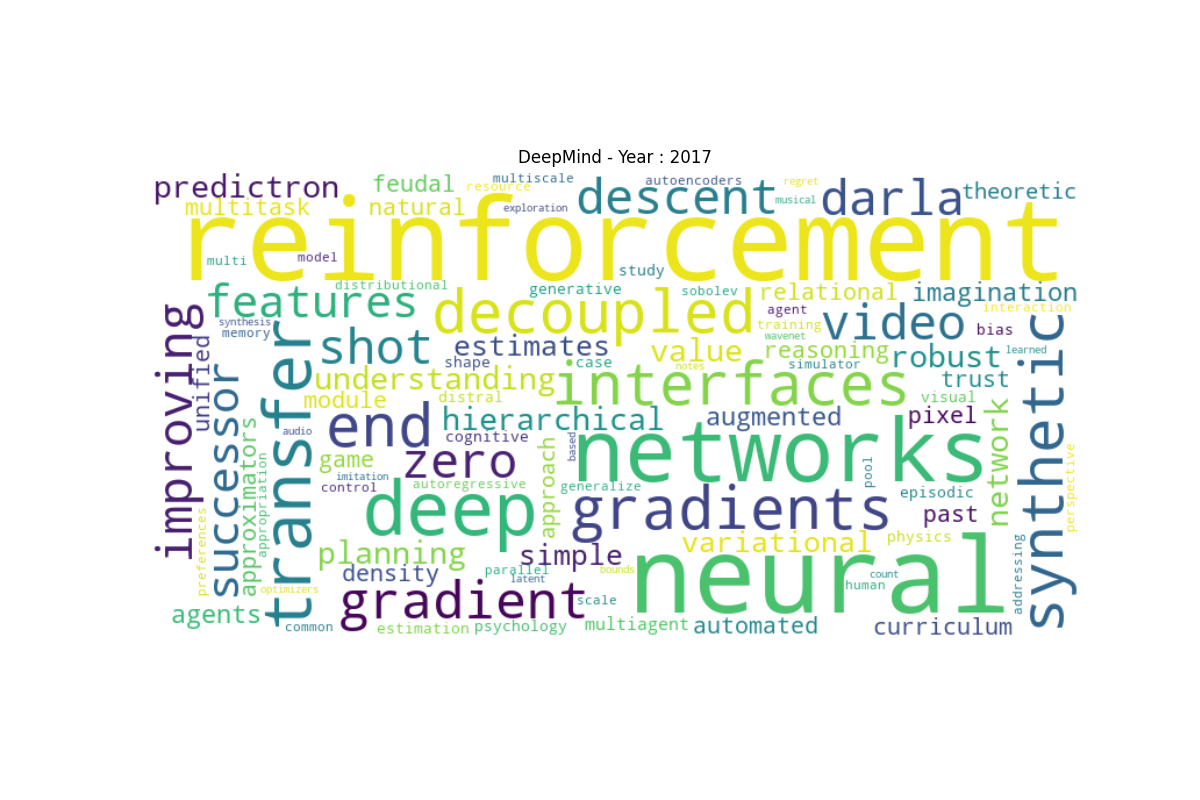 DeepMind - Year : 2017
predictron
feudal
multiscale
resource
autoencoders
descent
regret
musical
darla
theoretic
multitask
natural
exploration
reinforcement
multi
model
study
distributional
features
generative
decoupled
sobolev
relational
imagination
interaction
agent
training
video
bias
synthesis
memory
improving
unified
transfer
shot
estimates
shape
case
value
notes
wavenet
reasoning
simulator
robust
learned
synthetic
trust
understanding
interfaces
module
distral
visual
successor
end
hierarchical
augmented
pixel
network
approximators
audio
cognitive
networks
game
zero
approach
based
imitation
control
autoregressive
generalize
pool
episodic
perspective
appropriation
preferences
deep
gradients
past
planning
simple
variational
physics
density
parallel
latent
bounds
neural
count
human
addressing
optimizers
gradient
scale
agents
common
estimation
psychology
multiagent
automated
curriculum